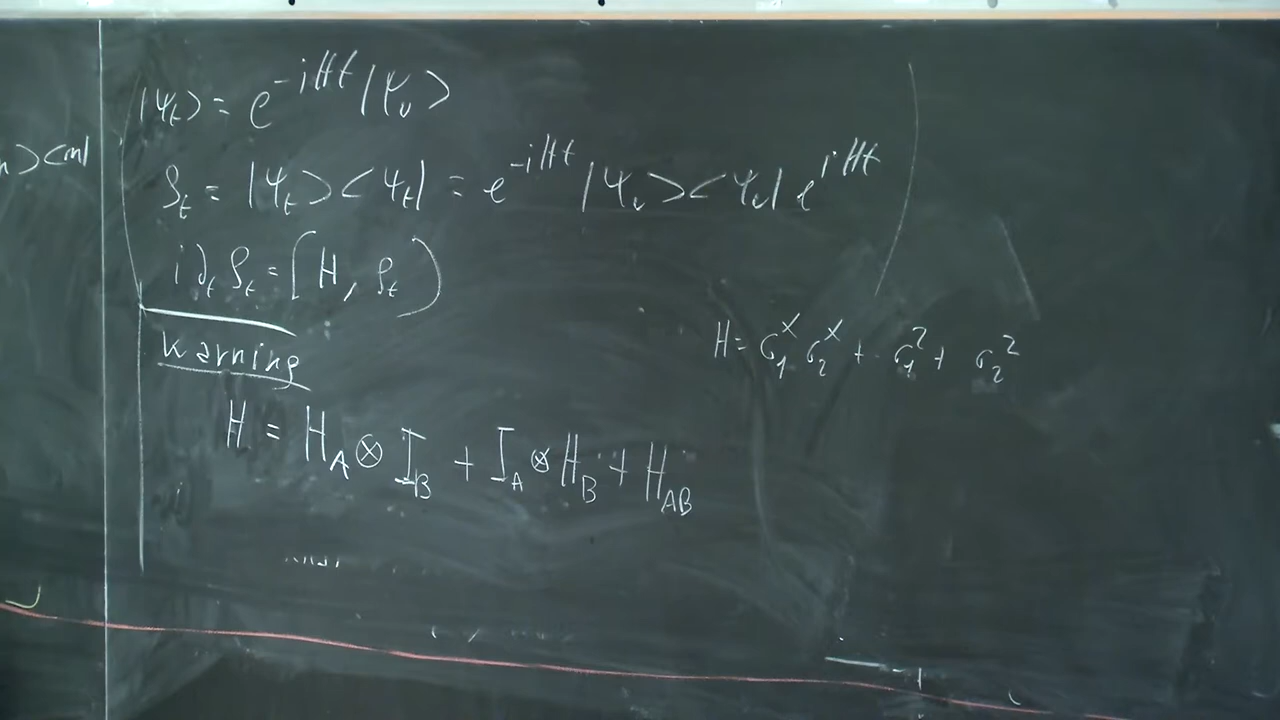 |ψ_t> = e^{-iHt} |ψ_0>
n><m|
ρ_t = |ψ_t><ψ_t| = e^{-iHt} |ψ_0><ψ_0| e^{iHt}
i∂_t ρ_t = [H, ρ_t]
H = σ_1^x σ_2^x + σ_1^z + σ_2^z
Warning
H = H_A ⊗ I_B + I_A ⊗ H_B + H_AB